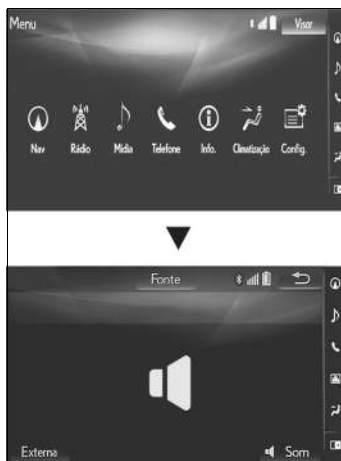 Menu
Visor
Nav
Rádio
Mídia
Telefone
Info.
Climatização
Config.
Fonte
Externa
Som